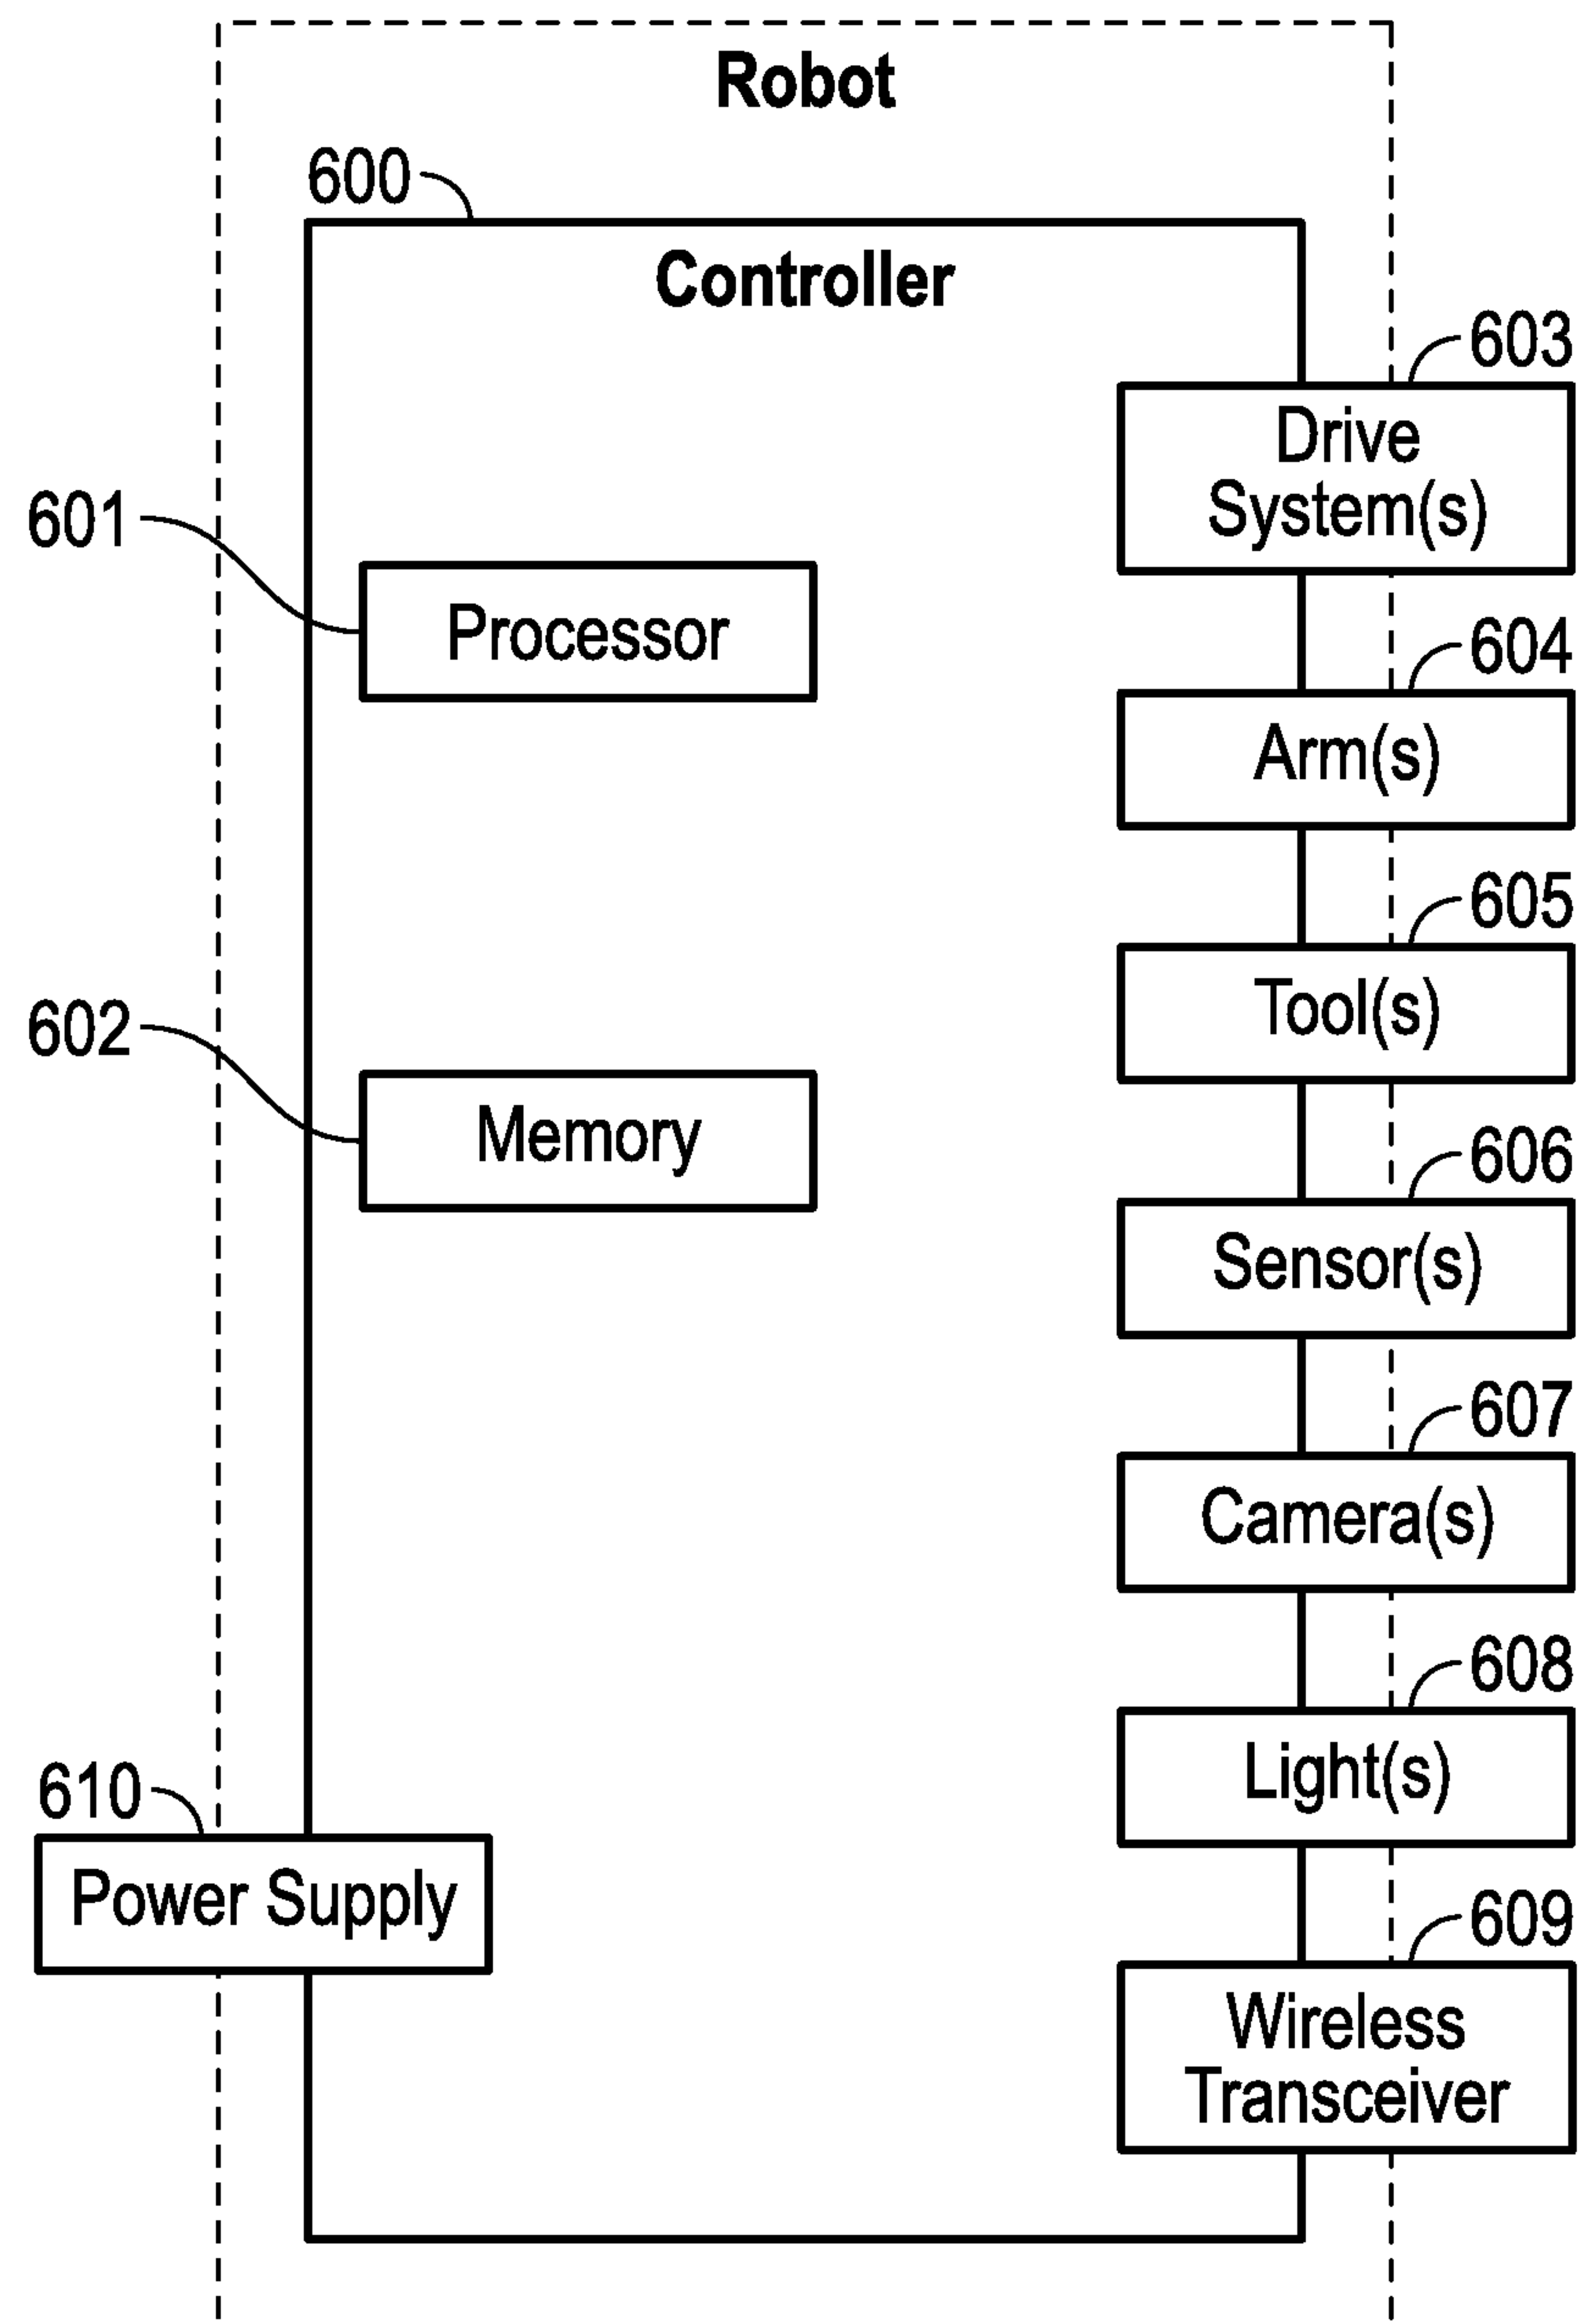 Robot
600
Controller
603
Drive
System(s)
601
Processor
604
Arm(s)
605
Tool(s)
602
Memory
606
Sensor(s)
607
Camera(s)
608
Light(s)
610
Power Supply
609
Wireless
Transceiver